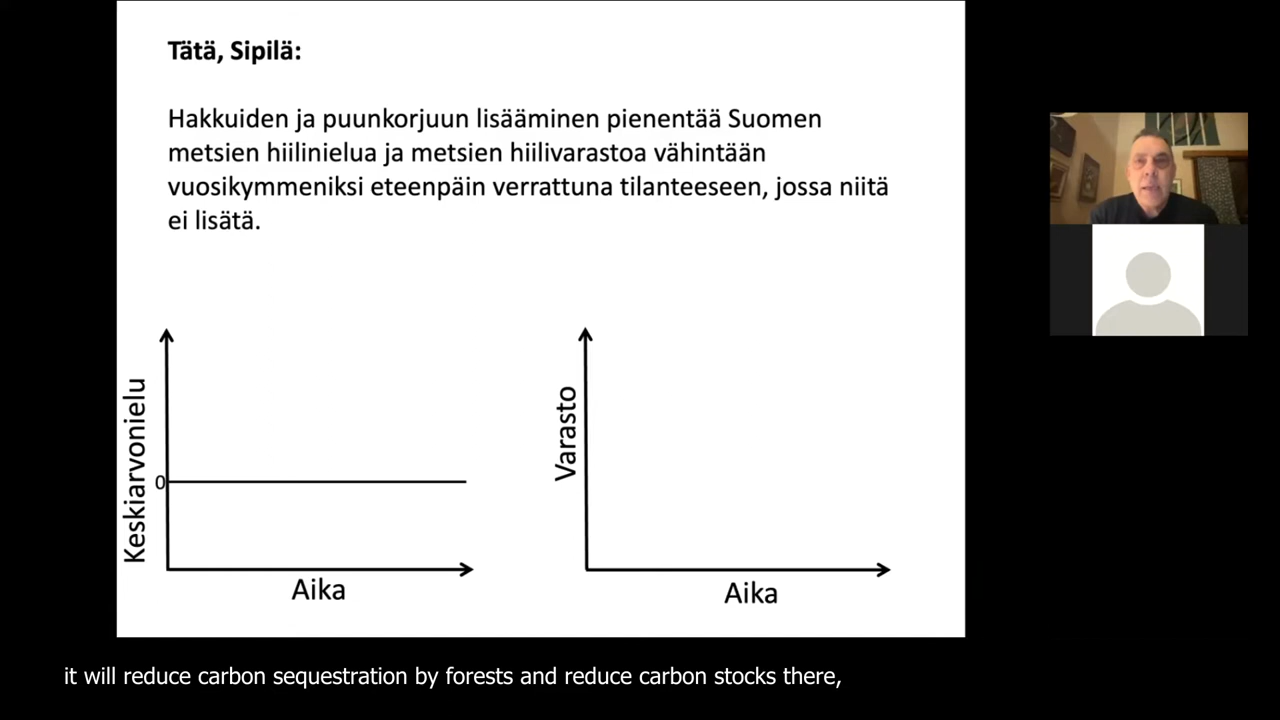 Tätä, Sipilä:
Hakkuiden ja puunkorjuun lisääminen pienentää Suomen
metsien hiilinielua ja metsien hiilivarastoa vähintään
vuosikymmeniksi eteenpäin verrattuna tilanteeseen, jossa niitä
ei lisätä.
Keskiarvonielu
0
Aika
Varasto
Aika
it will reduce carbon sequestration by forests and reduce carbon stocks there,